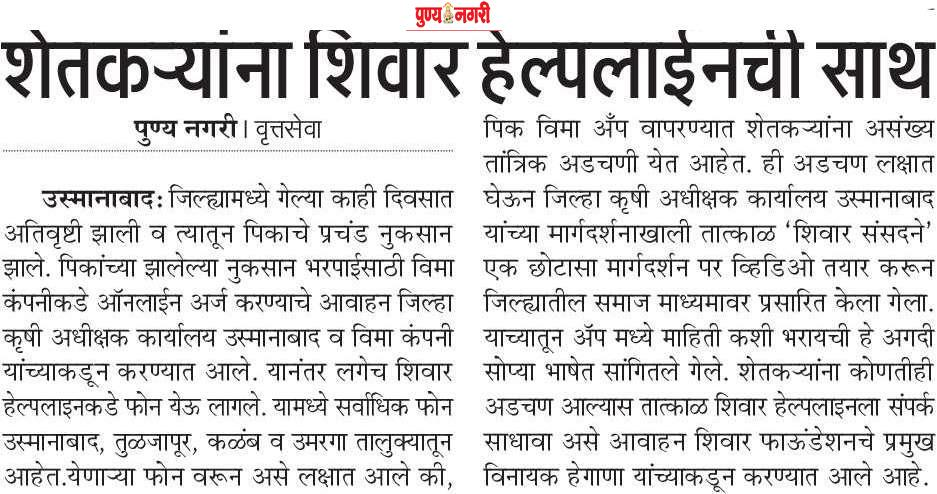 पुण्य नगरी
शेतकऱ्यांना शिवार हेल्पलाईनची साथ
पुण्य नगरी । वृत्तसेवा
उस्मानाबाद: जिल्ह्यामध्ये गेल्या काही दिवसात
अतिवृष्टी झाली व त्यातून पिकाचे प्रचंड नुकसान
झाले. पिकांच्या झालेल्या नुकसान भरपाईसाठी विमा
कंपनीकडे ऑनलाईन अर्ज करण्याचे आवाहन जिल्हा
कृषी अधीक्षक कार्यालय उस्मानाबाद व विमा कंपनी
यांच्याकडून करण्यात आले. यानंतर लगेच शिवार
हेल्पलाइनकडे फोन येऊ लागले. यामध्ये सर्वाधिक फोन
उस्मानाबाद, तुळजापूर, कळंब व उमरगा तालुक्यातून
आहेत.येणाऱ्या फोन वरून असे लक्षात आले की,
पिक विमा अँप वापरण्यात शेतकऱ्यांना असंख्य
तांत्रिक अडचणी येत आहेत. ही अडचण लक्षात
घेऊन जिल्हा कृषी अधीक्षक कार्यालय उस्मानाबाद
यांच्या मार्गदर्शनाखाली तात्काळ ‘शिवार संसदने’
एक छोटासा मार्गदर्शन पर व्हिडिओ तयार करून
जिल्ह्यातील समाज माध्यमावर प्रसारित केला गेला.
याच्यातून ॲप मध्ये माहिती कशी भरायची हे अगदी
सोप्या भाषेत सांगितले गेले. शेतकऱ्यांना कोणतीही
अडचण आल्यास तात्काळ शिवार हेल्पलाइनला संपर्क
साधावा असे आवाहन शिवार फाऊंडेशनचे प्रमुख
विनायक हेगाणा यांच्याकडून करण्यात आले आहे.